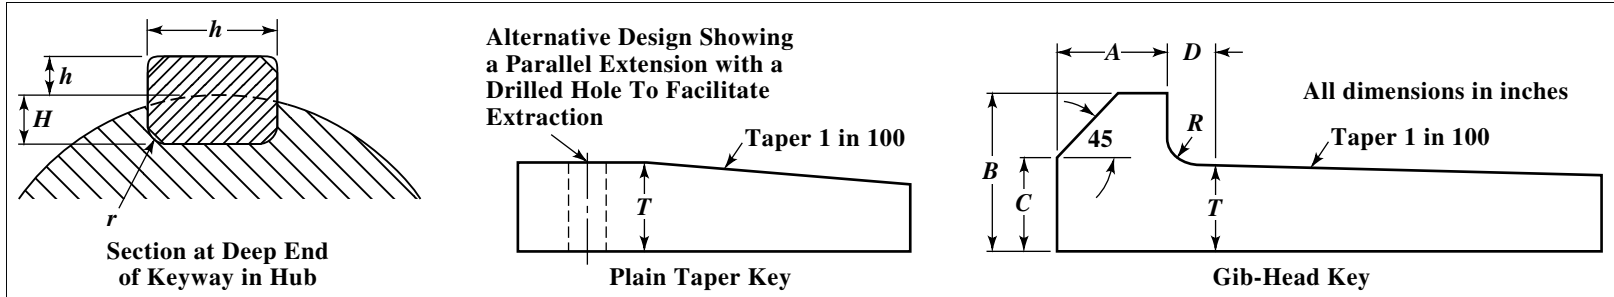 h
h
H
r
Section at Deep End
of Keyway in Hub
Alternative Design Showing
a Parallel Extension with a
Drilled Hole To Facilitate
Extraction
Taper 1 in 100
T
Plain Taper Key
A
D
All dimensions in inches
R
Taper 1 in 100
45
B
C
T
Gib-Head Key